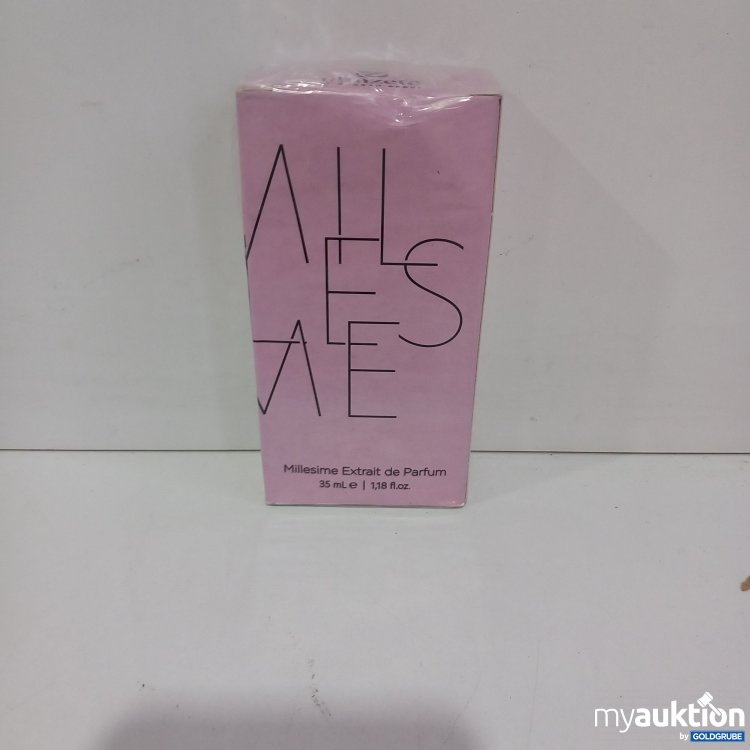 MILLESIME
Millesime Extrait de Parfum
35 mL e | 1,18 fl.oz.
myauktion
by GOLDGRUBE